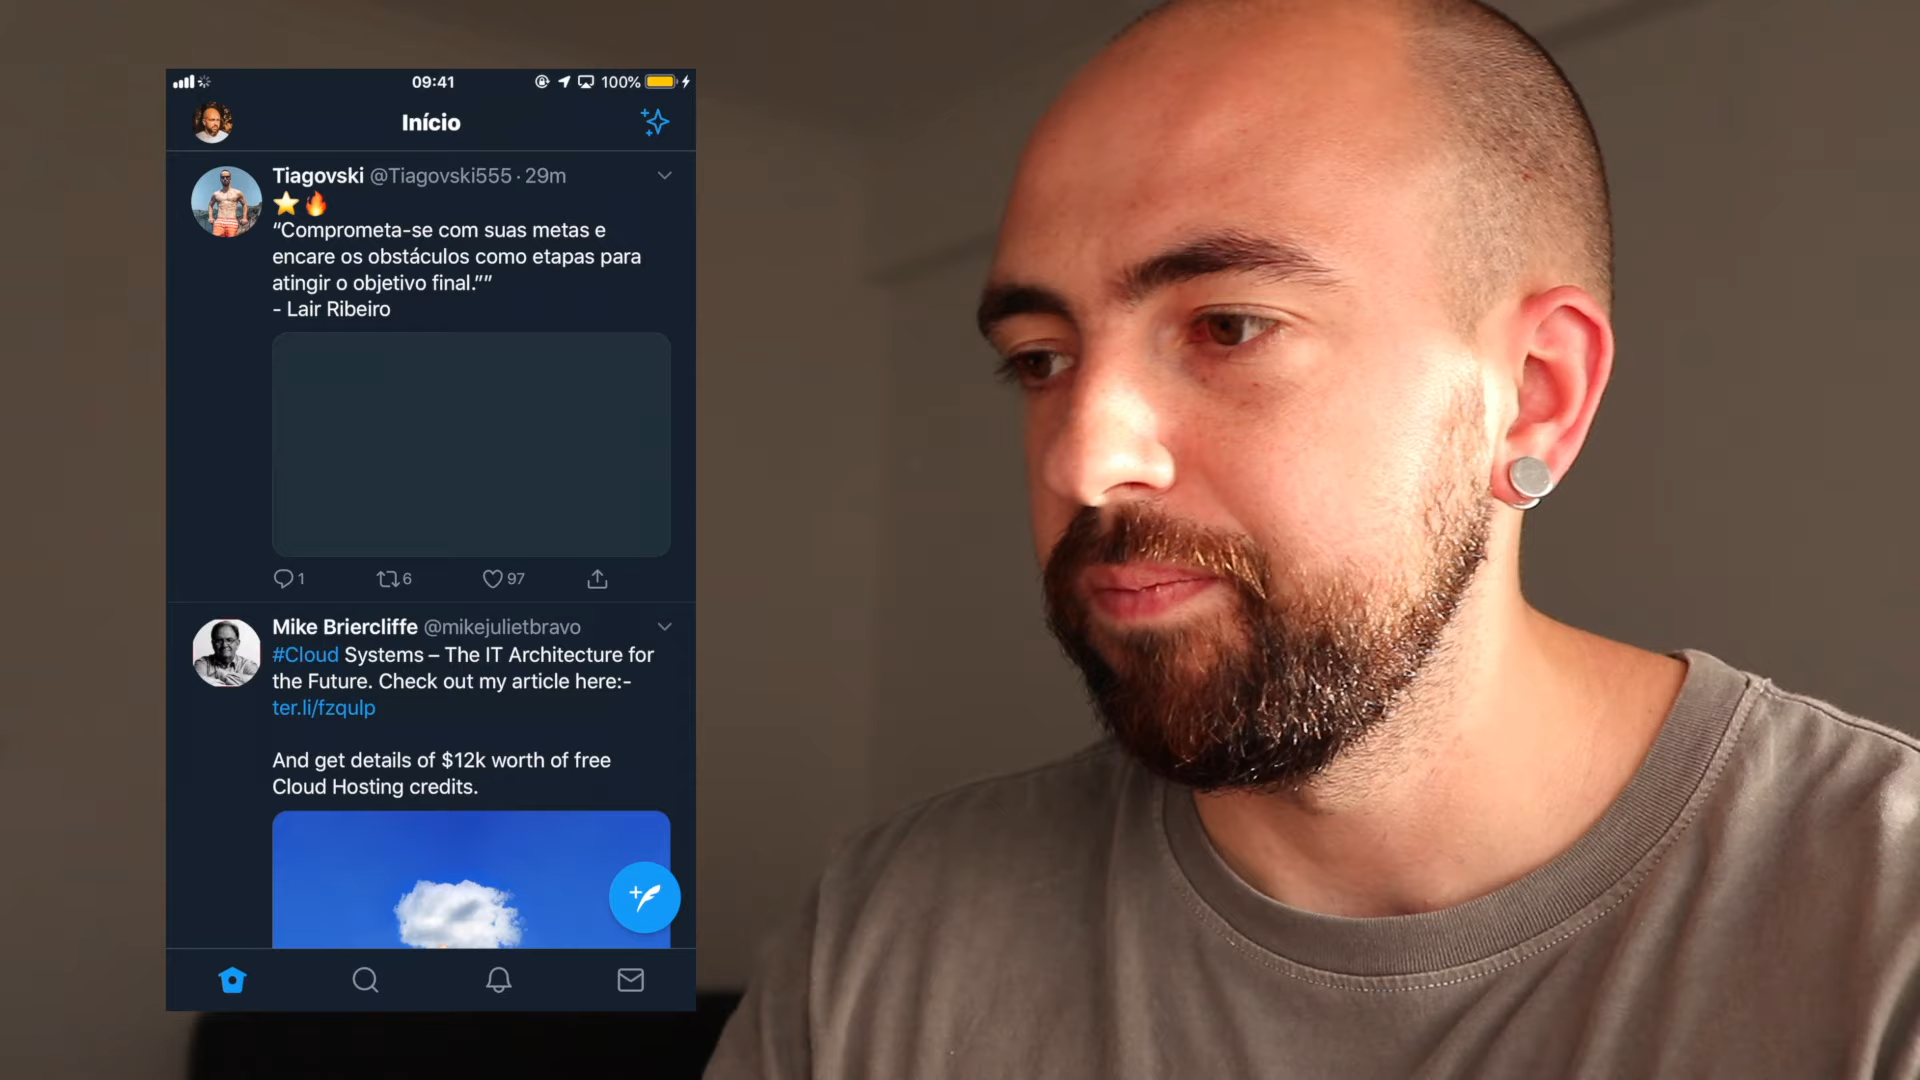 09:41 100%
Início
Tiagovski @Tiagovski555 · 29m
⭐🔥
“Comprometa-se com suas metas e
encare os obstáculos como etapas para
atingir o objetivo final.””
- Lair Ribeiro
1 6 97
Mike Briercliffe @mikejulietbravo
#Cloud Systems – The IT Architecture for
the Future. Check out my article here:-
ter.li/fzqulp
And get details of $12k worth of free
Cloud Hosting credits.